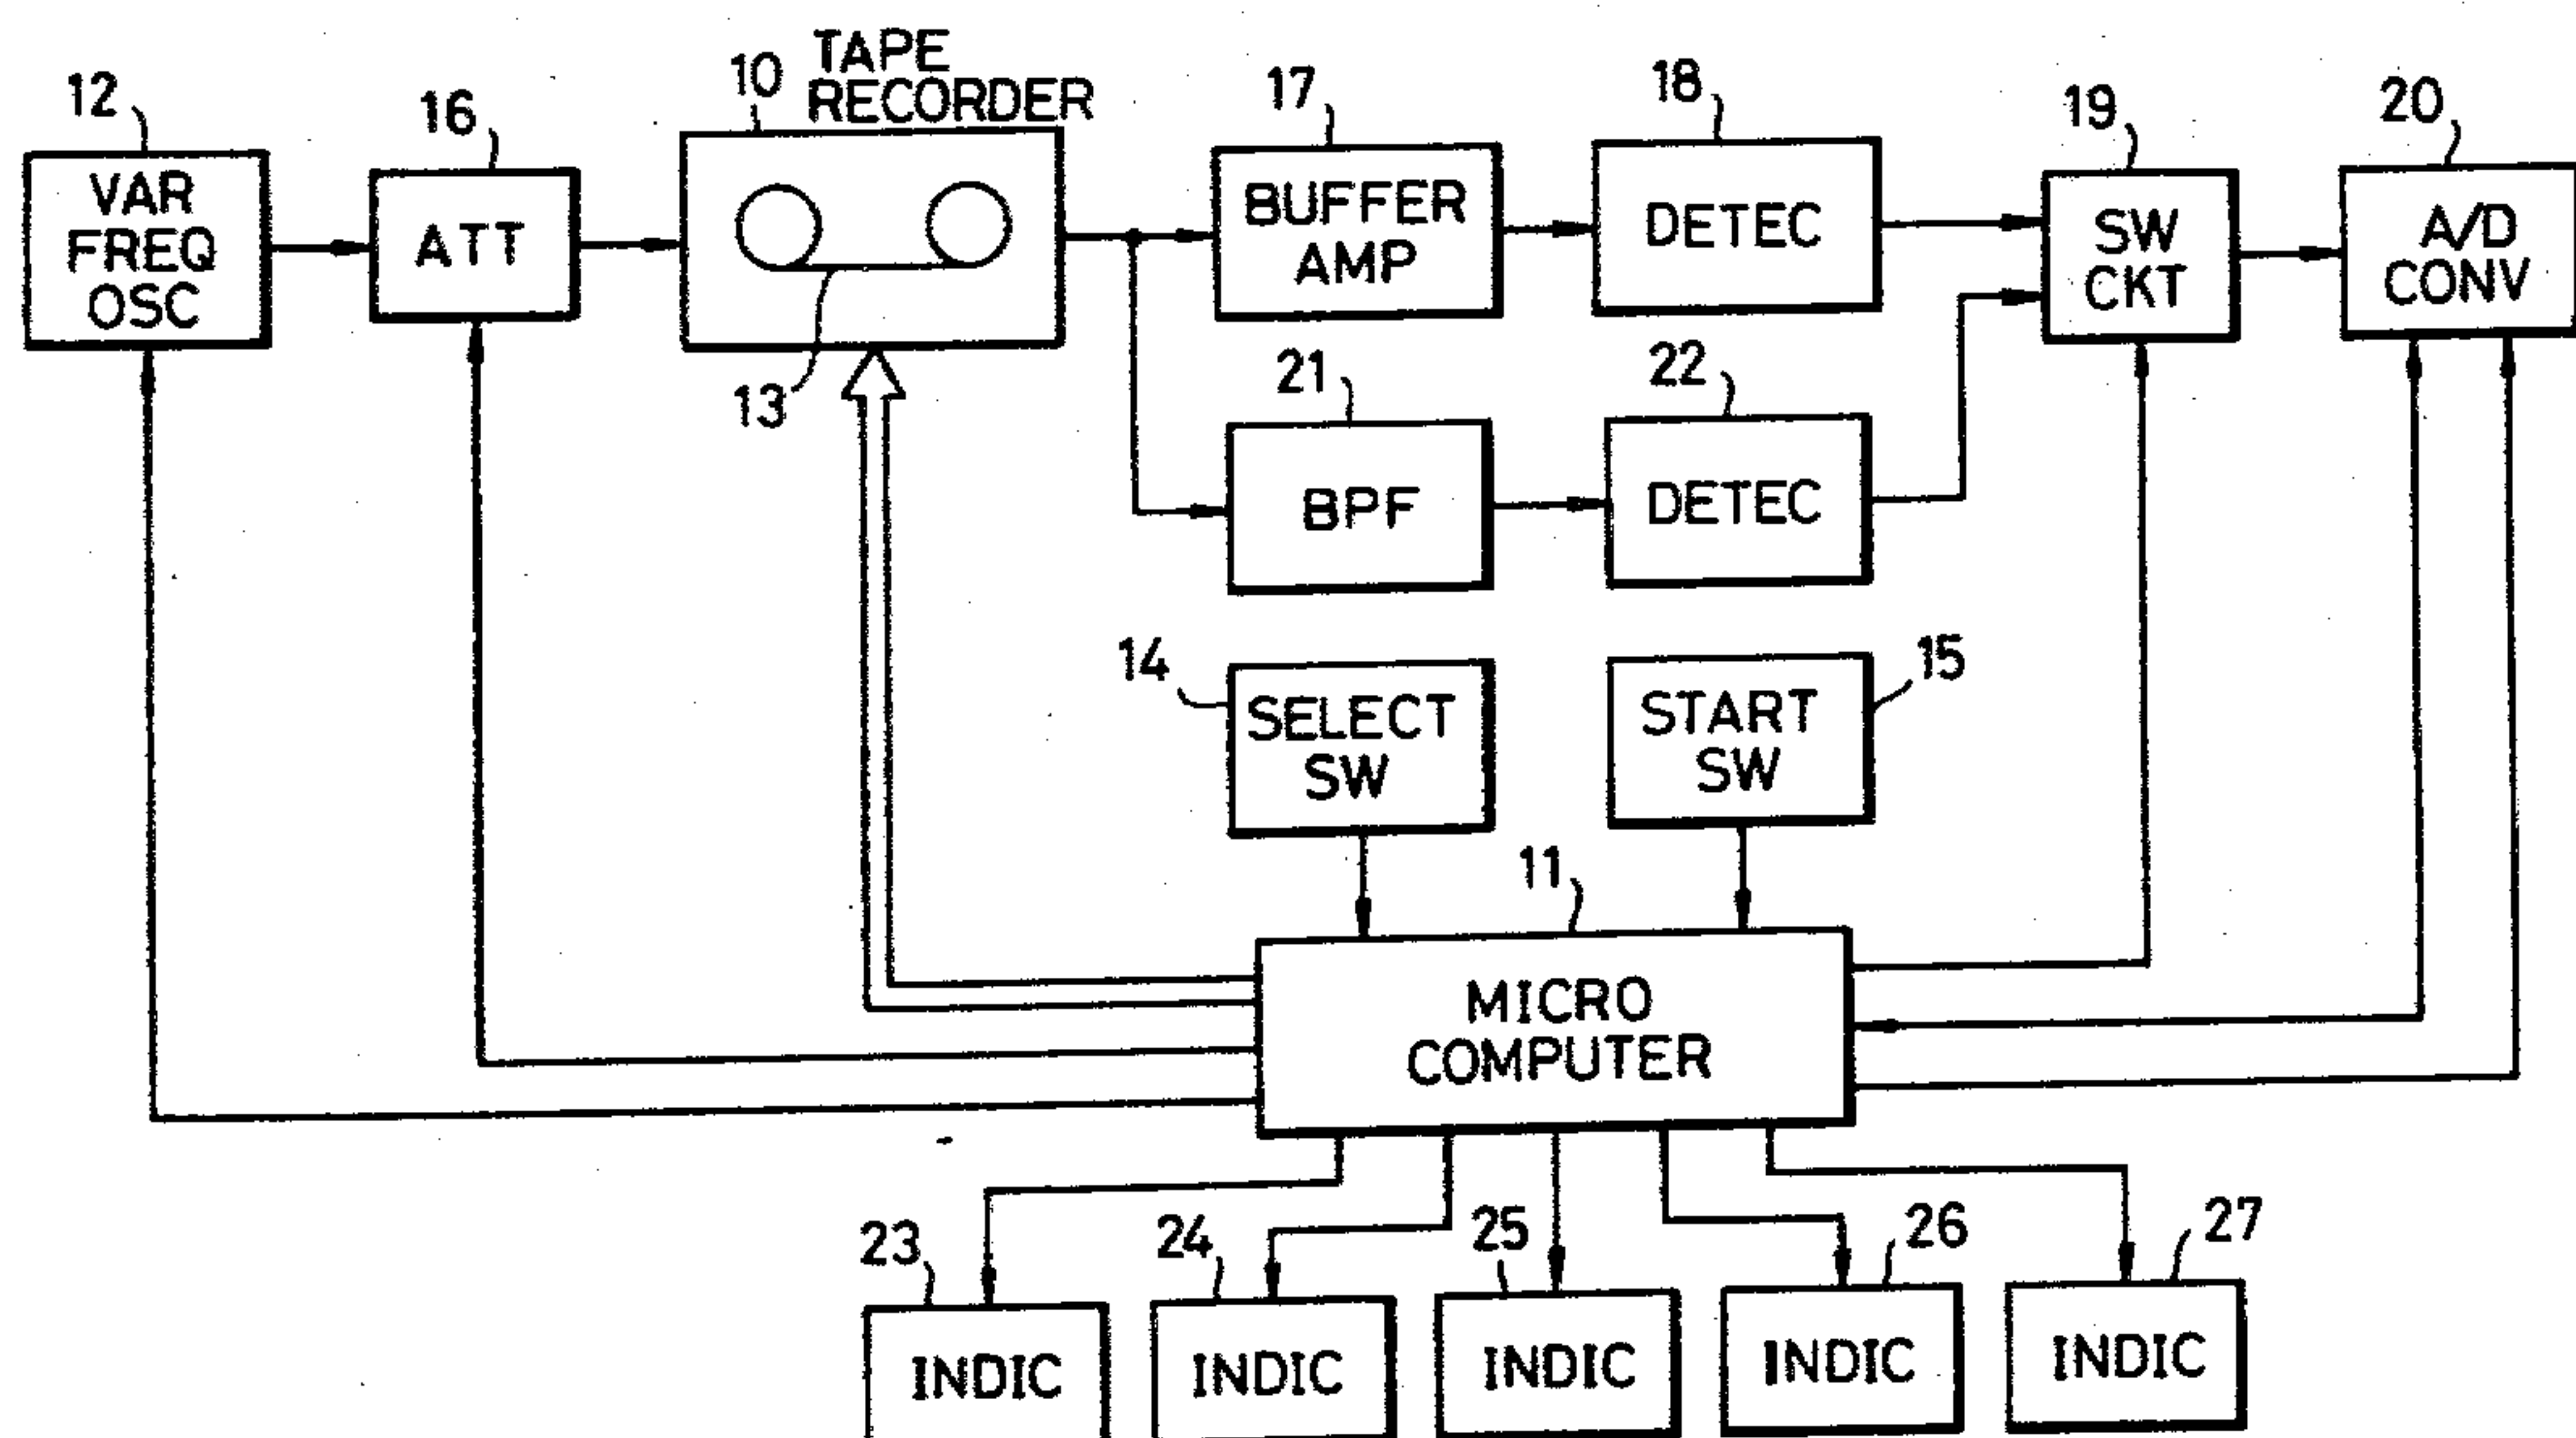 12
VAR
FREQ
OSC
16
ATT
10
TAPE
RECORDER
13
17
BUFFER
AMP
18
DETEC
19
SW
CKT
20
A/D
CONV
21
BPF
22
DETEC
14
SELECT
SW
15
START
SW
11
MICRO
COMPUTER
23
INDIC
24
INDIC
25
INDIC
26
INDIC
27
INDIC